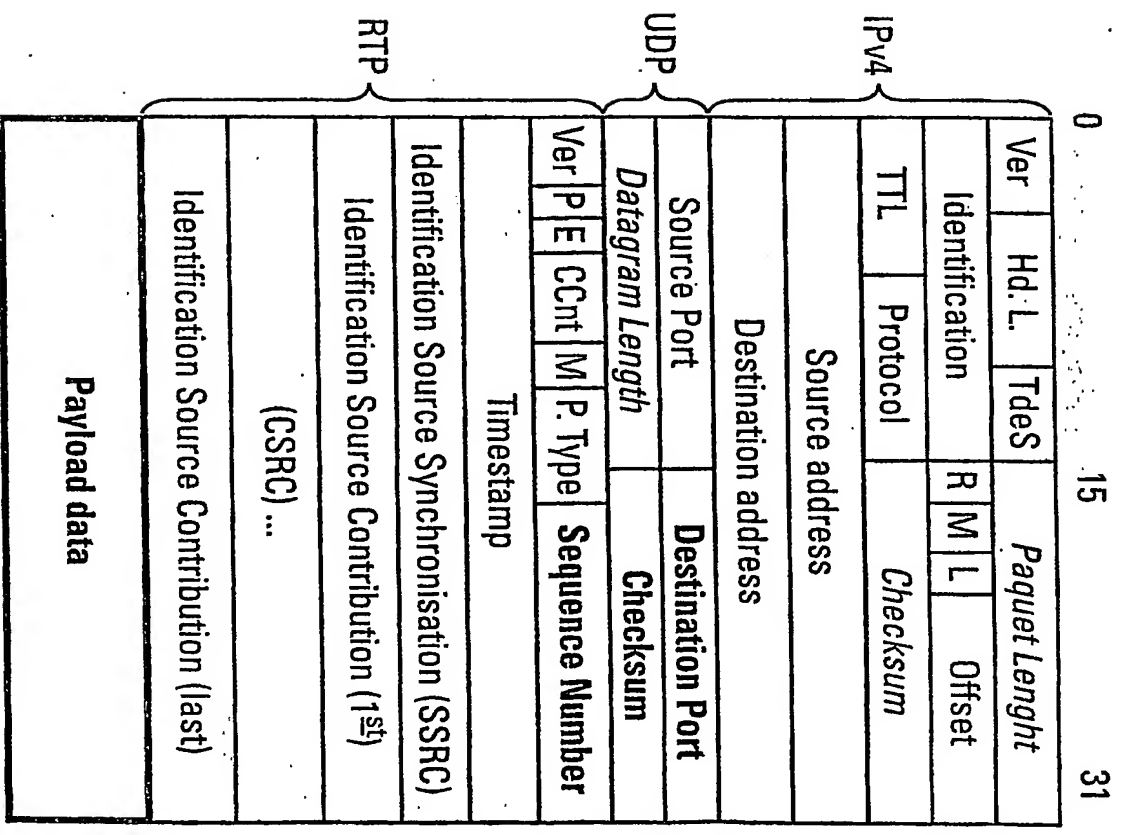 0 15 31
IPv4
Ver Hd. L. TdeS Paquet Lenght
Identification R M L Offset
TTL Protocol Checksum
Source address
Destination address
UDP
Source Port Destination Port
Datagram Length Checksum
RTP
Ver P E CCnt M P. Type Sequence Number
Timestamp
Identification Source Synchronisation (SSRC)
Identification Source Contribution (1st)
(CSRC) ...
Identification Source Contribution (last)
Payload data